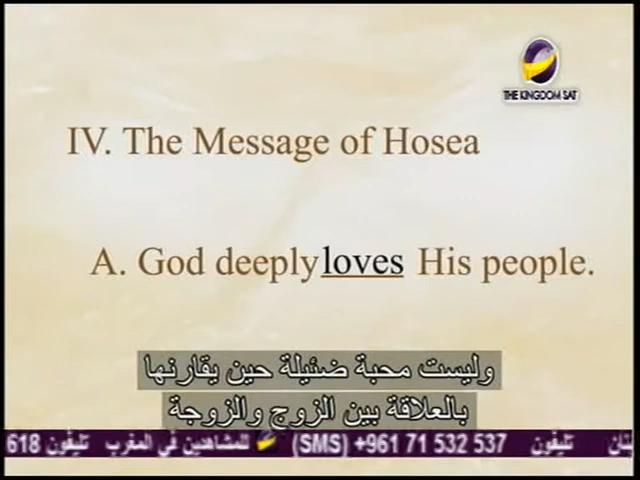 THE KINGDOM SAT
IV. The Message of Hosea
A. God deeply loves His people.
وليست محبة ضئيلة حين يقارنها
بالعلاقة بين الزوج والزوجة
تليفون (SMS) +961 71 532 537 للمشاهدين في المغرب تليفون 618